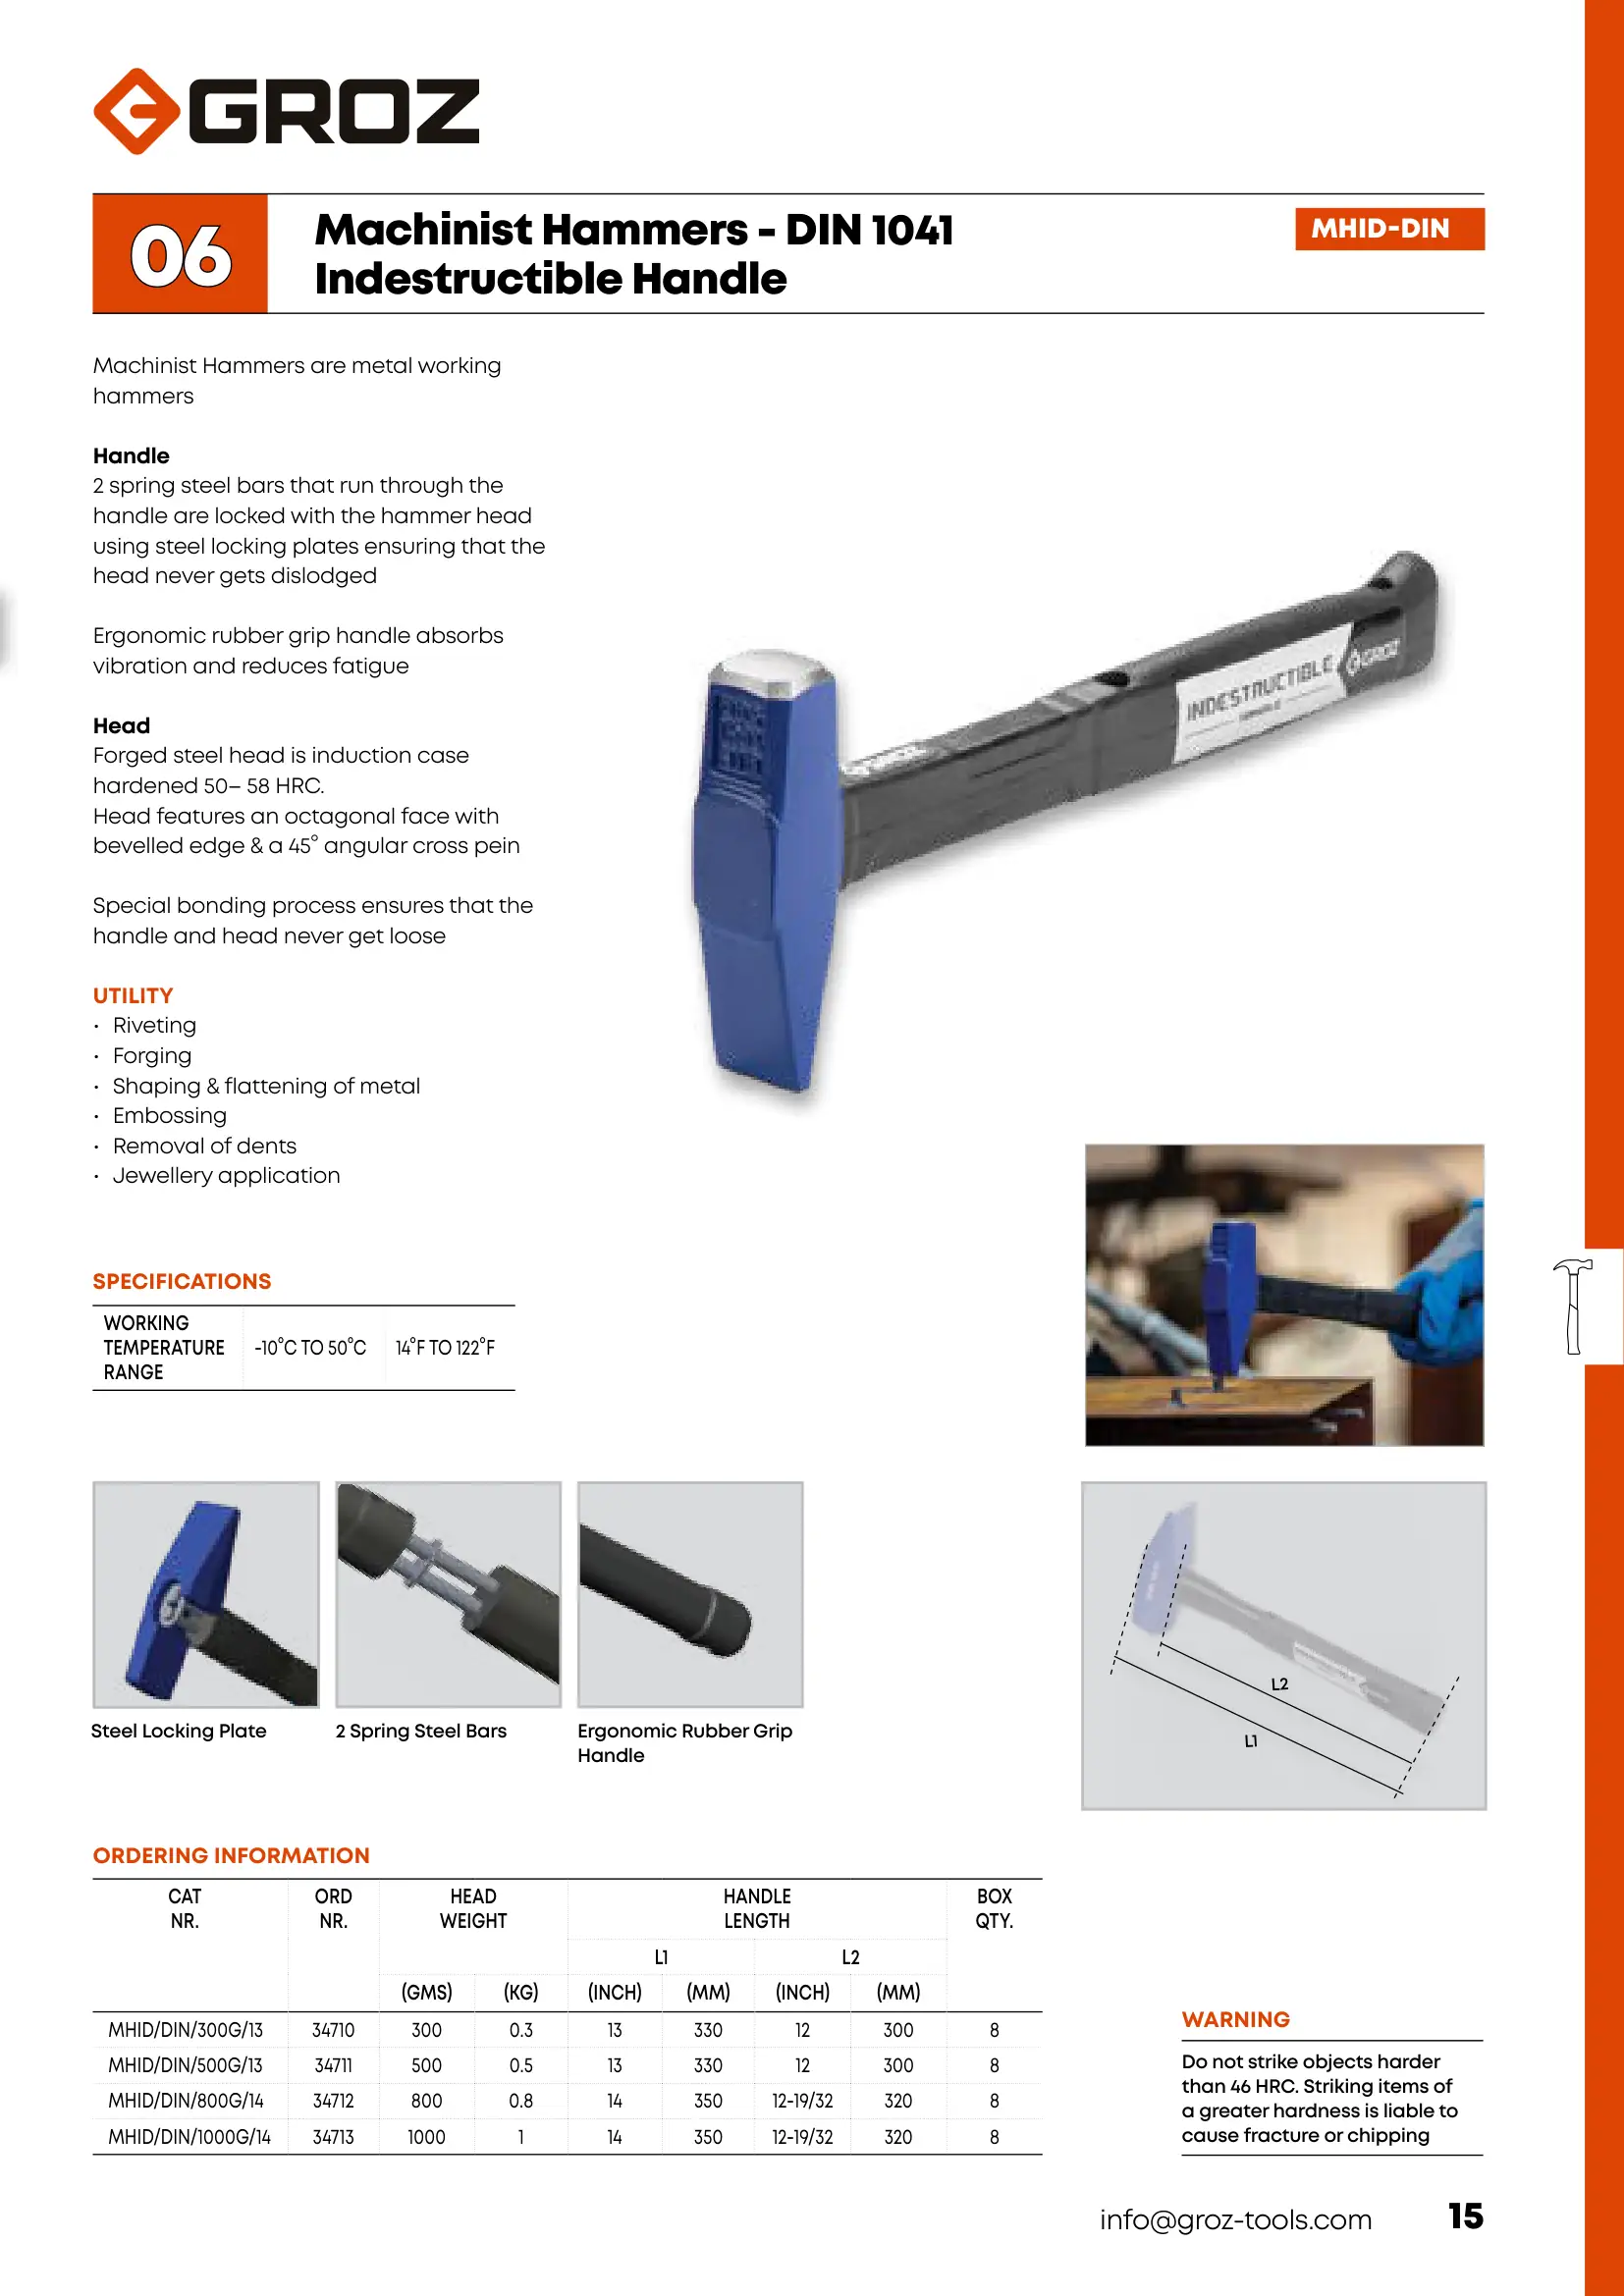 GROZ
06
Machinist Hammers - DIN 1041
Indestructible Handle
MHID-DIN
Machinist Hammers are metal working
hammers
Handle
2 spring steel bars that run through the
handle are locked with the hammer head
using steel locking plates ensuring that the
head never gets dislodged
Ergonomic rubber grip handle absorbs
vibration and reduces fatigue
Head
Forged steel head is induction case
hardened 50– 58 HRC.
Head features an octagonal face with
bevelled edge & a 45° angular cross pein
Special bonding process ensures that the
handle and head never get loose
INDESTRUCTIBLE
GROZ
UTILITY
· Riveting
· Forging
· Shaping & flattening of metal
· Embossing
· Removal of dents
· Jewellery application
SPECIFICATIONS
WORKING
TEMPERATURE
RANGE
-10°C TO 50°C 14°F TO 122°F
Steel Locking Plate
2 Spring Steel Bars
Ergonomic Rubber Grip
Handle
L2
L1
ORDERING INFORMATION
CAT NR. ORD NR. HEAD WEIGHT HANDLE LENGTH BOX QTY.
L1 L2
(GMS) (KG) (INCH) (MM) (INCH) (MM)
MHID/DIN/300G/13 34710 300 0.3 13 330 12 300 8
MHID/DIN/500G/13 34711 500 0.5 13 330 12 300 8
MHID/DIN/800G/14 34712 800 0.8 14 350 12-19/32 320 8
MHID/DIN/1000G/14 34713 1000 1 14 350 12-19/32 320 8
WARNING
Do not strike objects harder
than 46 HRC. Striking items of
a greater hardness is liable to
cause fracture or chipping
info@groz-tools.com 15